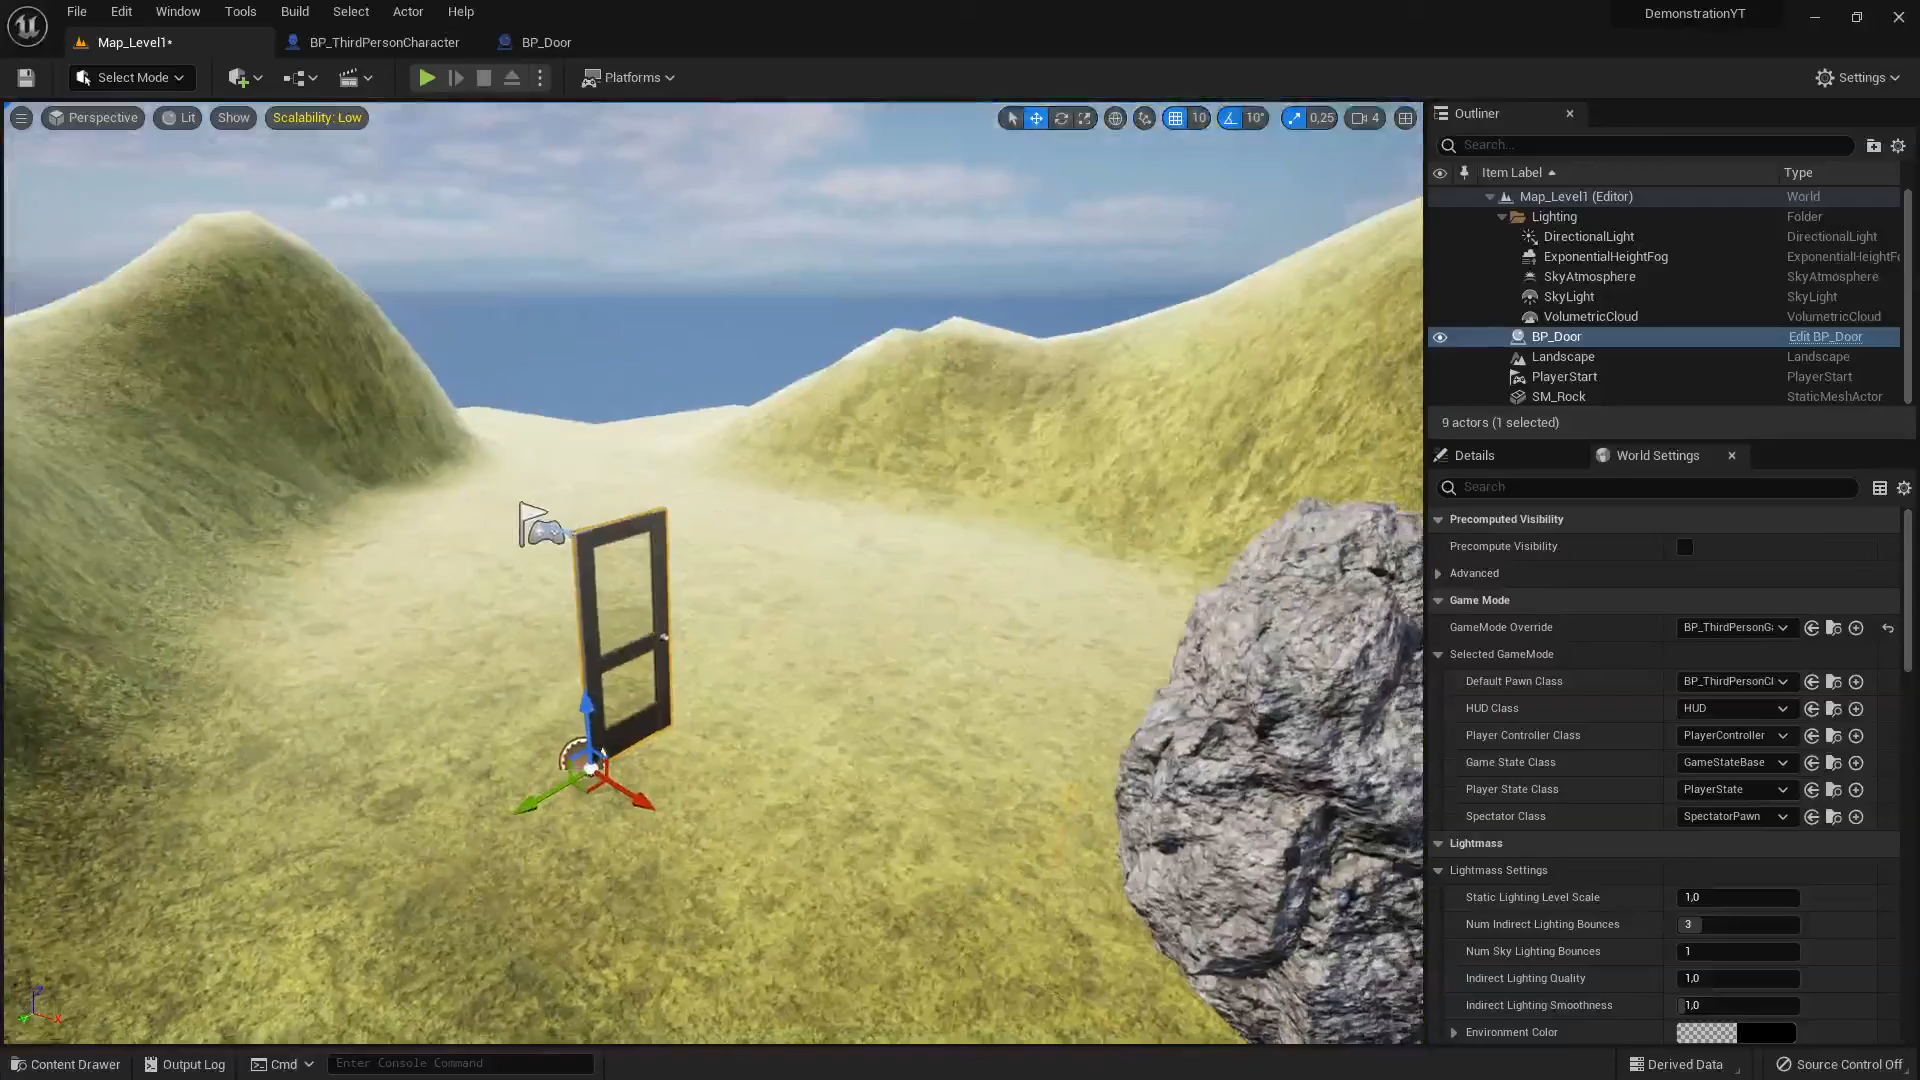 File Edit Window Tools Build Select Actor Help
DemonstrationYT
Map_Level1* BP_ThirdPersonCharacter BP_Door
Select Mode Platforms Settings
Perspective Lit Show Scalability: Low 10 10° 0,25 4
Outliner
Search...
Item Label Type
Map_Level1 (Editor) World
Lighting Folder
DirectionalLight DirectionalLight
ExponentialHeightFog ExponentialHeightFo
SkyAtmosphere SkyAtmosphere
SkyLight SkyLight
VolumetricCloud VolumetricCloud
BP_Door Edit BP_Door
Landscape Landscape
PlayerStart PlayerStart
SM_Rock StaticMeshActor
9 actors (1 selected)
Details World Settings
Search
Precomputed Visibility
Precompute Visibility
Advanced
Game Mode
GameMode Override BP_ThirdPersonGa
Selected GameMode
Default Pawn Class BP_ThirdPersonCl
HUD Class HUD
Player Controller Class PlayerController
Game State Class GameStateBase
Player State Class PlayerState
Spectator Class SpectatorPawn
Lightmass
Lightmass Settings
Static Lighting Level Scale 1,0
Num Indirect Lighting Bounces 3
Num Sky Lighting Bounces 1
Indirect Lighting Quality 1,0
Indirect Lighting Smoothness 1,0
Environment Color
Z
Y X
Content Drawer Output Log Cmd Enter Console Command Derived Data Source Control Off